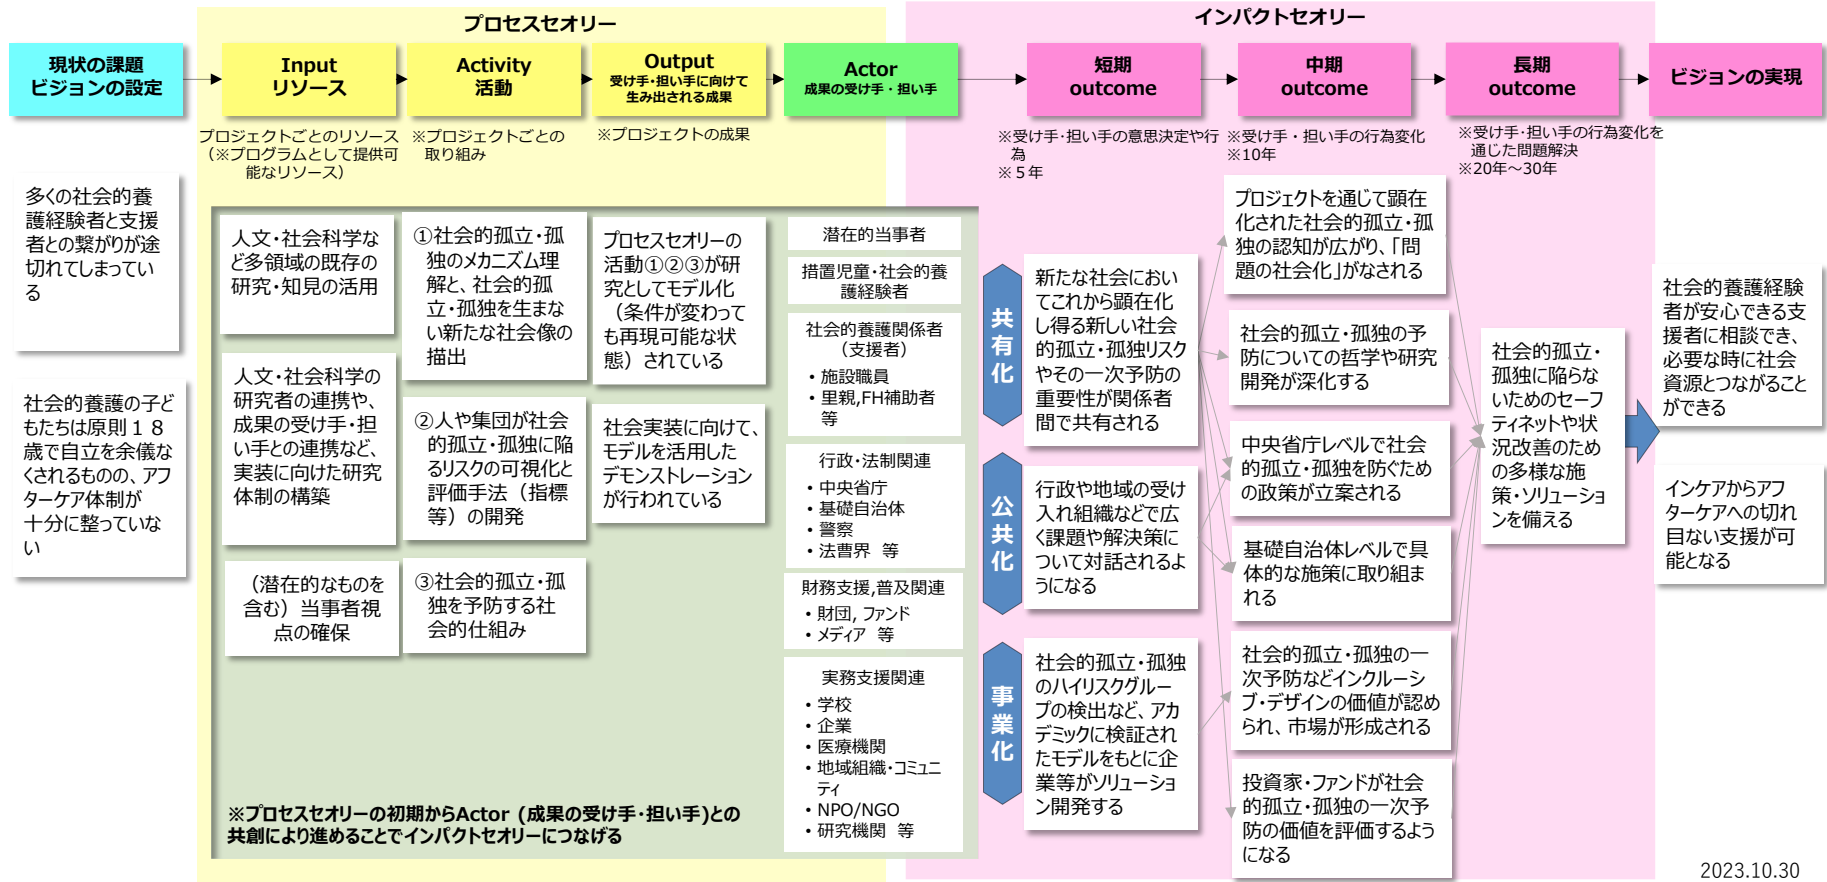 プロセスセオリー
インパクトセオリー
現状の課題
ビジョンの設定
Input
リソース
Activity
活動
Output
受け手・担い手に向けて
生み出される成果
Actor
成果の受け手・担い手
短期
outcome
中期
outcome
長期
outcome
ビジョンの実現
プロジェクトごとのリソース
（※プログラムとして提供可
能なリソース）
※プロジェクトごとの
取り組み
※プロジェクトの成果
※受け手・担い手の意思決定や行
為
※５年
※受け手・担い手の行為変化
※10年
※受け手・担い手の行為変化を
通じた問題解決
※20年～30年
多くの社会的養
護経験者と支援
者との繋がりが途
切れてしまってい
る
社会的養護の子ど
もたちは原則１８
歳で自立を余儀な
くされるものの、アフ
ターケア体制が
十分に整っていな
い
人文・社会科学な
ど多領域の既存の
研究・知見の活用
人文・社会科学の
研究者の連携や、
成果の受け手・担
い手との連携など、
実装に向けた研究
体制の構築
（潜在的なものを
含む）当事者視
点の確保
①社会的孤立・孤
独のメカニズム理
解と、社会的孤
立・孤独を生まな
い新たな社会像の
描出
②人や集団が社会
的孤立・孤独に陥
るリスクの可視化と
評価手法（指標
等）の開発
③社会的孤立・孤
独を予防する社
会的仕組み
プロセスセオリーの
活動①②③が研
究としてモデル化
（条件が変わって
も再現可能な状
態）されている
社会実装に向けて、
モデルを活用した
デモンストレーション
が行われている
潜在的当事者
措置児童・社会的養
護経験者
社会的養護関係者
（支援者）
・施設職員
・里親,FH補助者
等
行政・法制関連
・中央省庁
・基礎自治体
・警察
・法曹界 等
財務支援,普及関連
・財団, ファンド
・メディア 等
実務支援関連
・学校
・企業
・医療機関
・地域組織・コミュニ
ティ
・NPO/NGO
・研究機関 等
※プロセスセオリーの初期からActor (成果の受け手・担い手)との
共創により進めることでインパクトセオリーにつなげる
共有化
公共化
事業化
新たな社会におい
てこれから顕在化
し得る新しい社会
的孤立・孤独リスク
やその一次予防の
重要性が関係者
間で共有される
行政や地域の受け
入れ組織などで広
く課題や解決策に
ついて対話されるよ
うになる
社会的孤立・孤独
のハイリスクグルー
プの検出など、アカ
デミックに検証され
たモデルをもとに企
業等がソリューショ
ン開発する
プロジェクトを通じて顕在
化された社会的孤立・孤
独の認知が広がり、「問
題の社会化」がなされる
社会的孤立・孤独の予
防についての哲学や研究
開発が深化する
中央省庁レベルで社会
的孤立・孤独を防ぐため
の政策が立案される
基礎自治体レベルで具
体的な施策に取り組ま
れる
社会的孤立・孤独の一
次予防などインクルーシ
ブ・デザインの価値が認め
られ、市場が形成される
投資家・ファンドが社会
的孤立・孤独の一次予
防の価値を評価するよう
になる
社会的孤立・
孤独に陥らな
いためのセーフ
ティネットや状
況改善のため
の多様な施
策・ソリューショ
ンを備える
社会的養護経験
者が安心できる支
援者に相談でき、
必要な時に社会
資源とつながること
ができる
インケアからアフ
ターケアへの切れ
目ない支援が可
能となる
2023.10.30